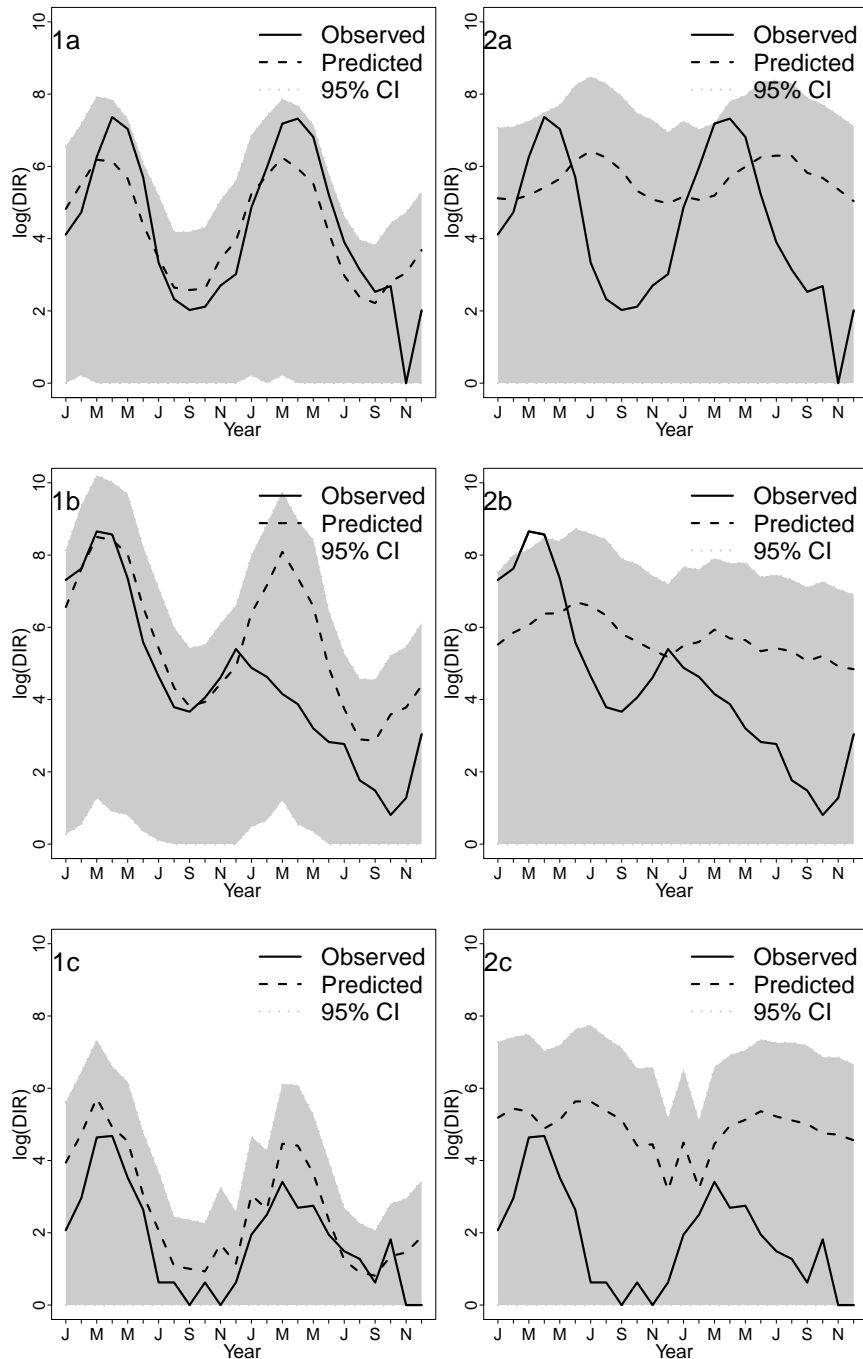 1a
Observed
Predicted
95% CI
log(DIR)
0 2 4 6 8 10
J M M J S N J M M J S N
Year
2a
Observed
Predicted
95% CI
log(DIR)
0 2 4 6 8 10
J M M J S N J M M J S N
Year
1b
Observed
Predicted
95% CI
log(DIR)
0 2 4 6 8 10
J M M J S N J M M J S N
Year
2b
Observed
Predicted
95% CI
log(DIR)
0 2 4 6 8 10
J M M J S N J M M J S N
Year
1c
Observed
Predicted
95% CI
log(DIR)
0 2 4 6 8 10
J M M J S N J M M J S N
Year
2c
Observed
Predicted
95% CI
log(DIR)
0 2 4 6 8 10
J M M J S N J M M J S N
Year